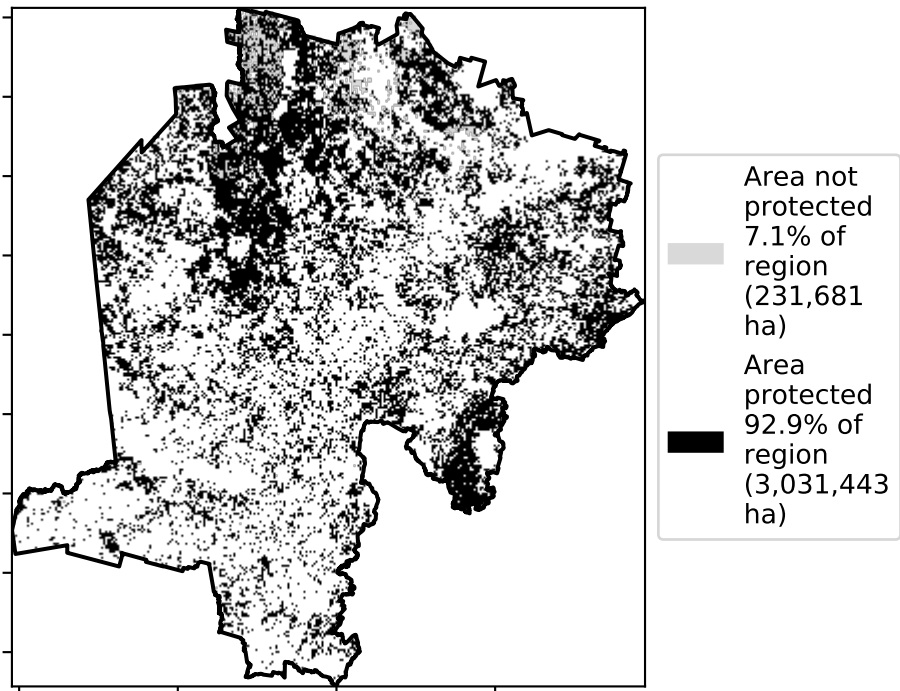 Area not
protected
7.1% of
region
(231,681
ha)
Area
protected
92.9% of
region
(3,031,443
ha)